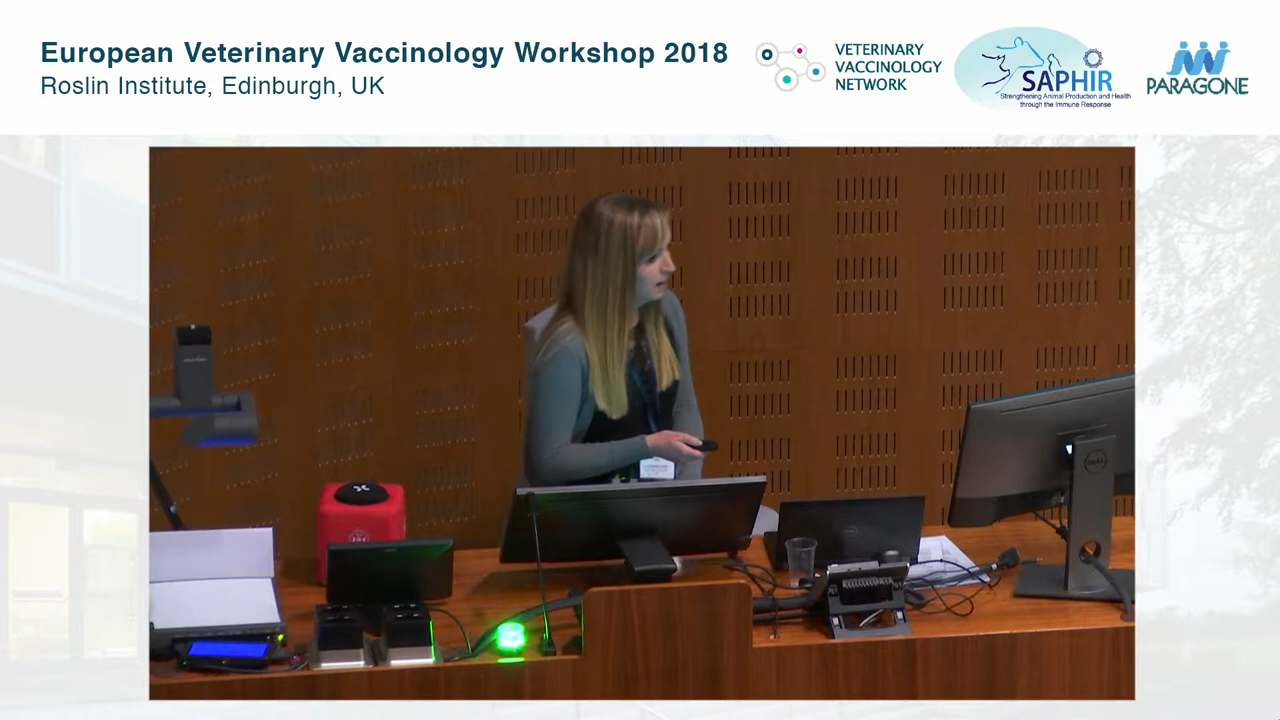 European Veterinary Vaccinology Workshop 2018
Roslin Institute, Edinburgh, UK
VETERINARY
VACCINOLOGY
NETWORK
SAPHIR
Strengthening Animal Production and Health
through the Immune Response
PARAGONE
DELL